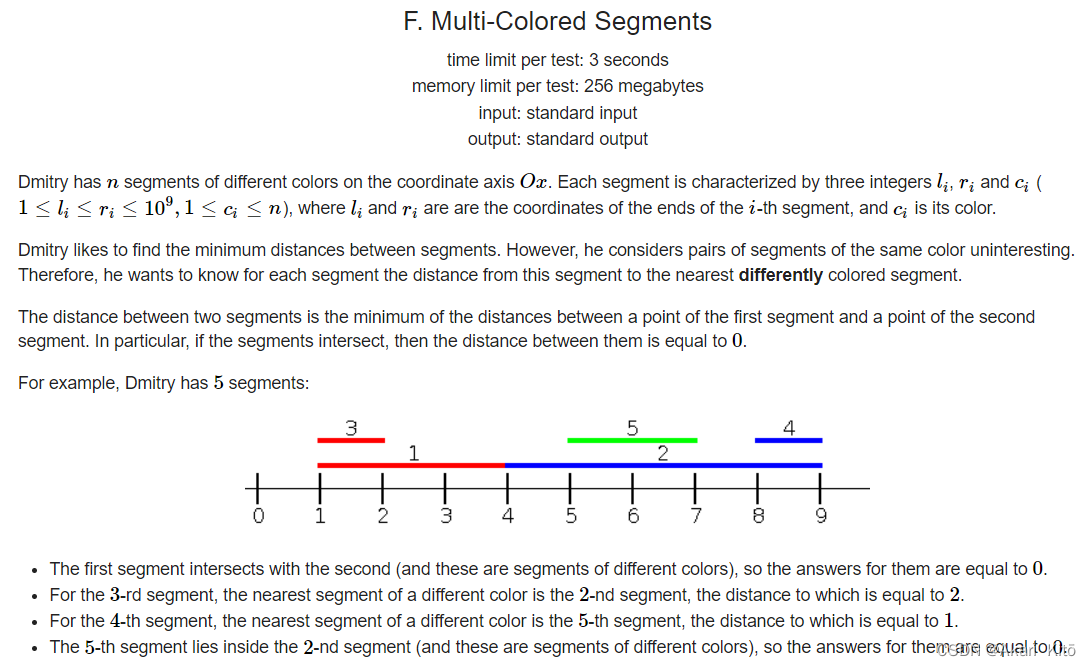 F. Multi-Colored Segments
time limit per test: 3 seconds
memory limit per test: 256 megabytes
input: standard input
output: standard output
Dmitry has n segments of different colors on the coordinate axis Ox. Each segment is characterized by three integers l_i, r_i and c_i (
1 ≤ l_i ≤ r_i ≤ 10^9, 1 ≤ c_i ≤ n), where l_i and r_i are are the coordinates of the ends of the i-th segment, and c_i is its color.
Dmitry likes to find the minimum distances between segments. However, he considers pairs of segments of the same color uninteresting.
Therefore, he wants to know for each segment the distance from this segment to the nearest differently colored segment.
The distance between two segments is the minimum of the distances between a point of the first segment and a point of the second
segment. In particular, if the segments intersect, then the distance between them is equal to 0.
For example, Dmitry has 5 segments:
3 5 4
1 2
0 1 2 3 4 5 6 7 8 9
• The first segment intersects with the second (and these are segments of different colors), so the answers for them are equal to 0.
• For the 3-rd segment, the nearest segment of a different color is the 2-nd segment, the distance to which is equal to 2.
• For the 4-th segment, the nearest segment of a different color is the 5-th segment, the distance to which is equal to 1.
• The 5-th segment lies inside the 2-nd segment (and these are segments of different colors), so the answers for them are equal to 0.